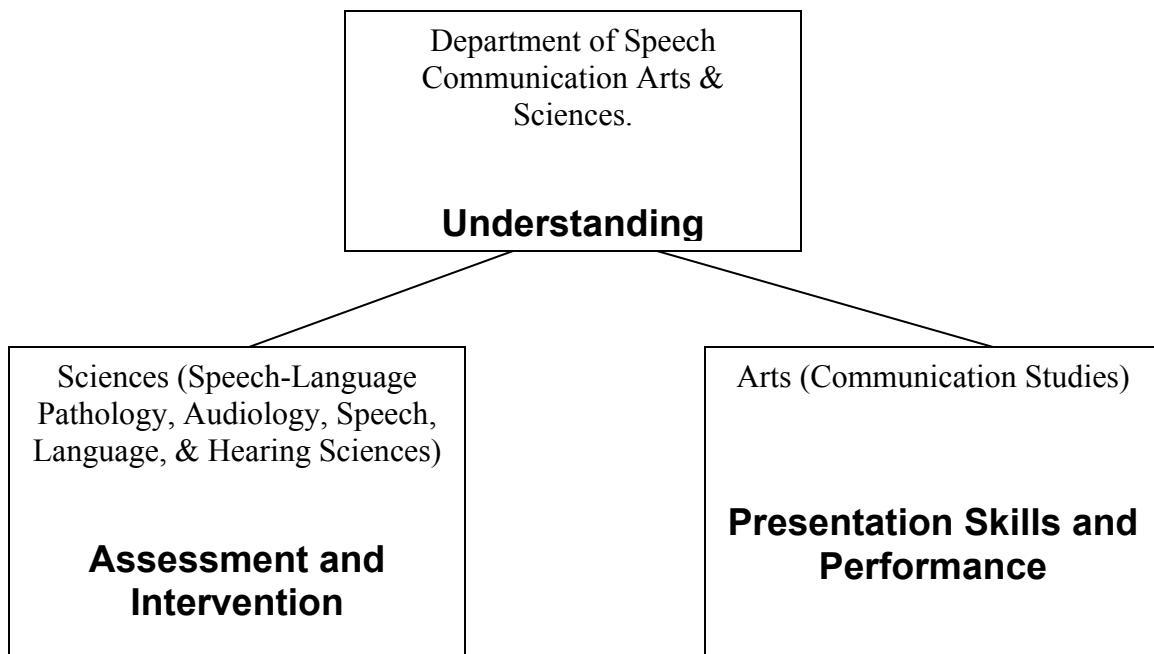 Department of Speech
Communication Arts &
Sciences.
Understanding
Sciences (Speech-Language
Pathology, Audiology, Speech,
Language, & Hearing Sciences)
Assessment and
Intervention
Arts (Communication Studies)
Presentation Skills and
Performance